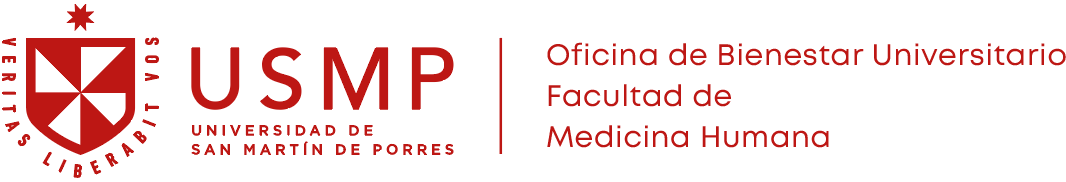 VERITAS LIBERABIT VOS
USMP
UNIVERSIDAD DE
SAN MARTÍN DE PORRES
Oficina de Bienestar Universitario
Facultad de
Medicina Humana